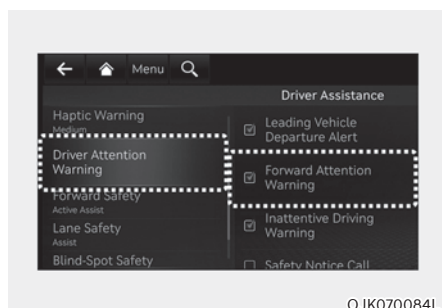 Menu
Driver Assistance
Haptic Warning
Medium
Driver Attention
Warning
Forward Safety
Active Assist
Lane Safety
Assist
Blind-Spot Safety
Leading Vehicle
Departure Alert
Forward Attention
Warning
Inattentive Driving
Warning
Safety Notice Call
OJK070084L